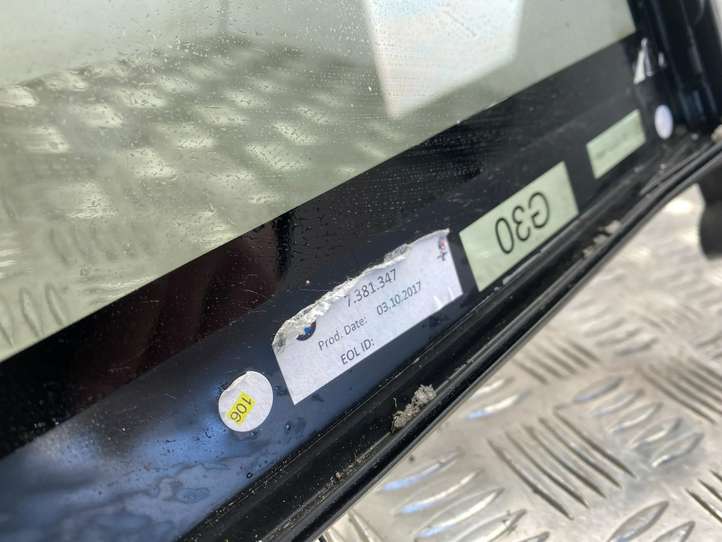 7.381.347
Prod. Date: 03.10.2017
EOL ID:
G30
106